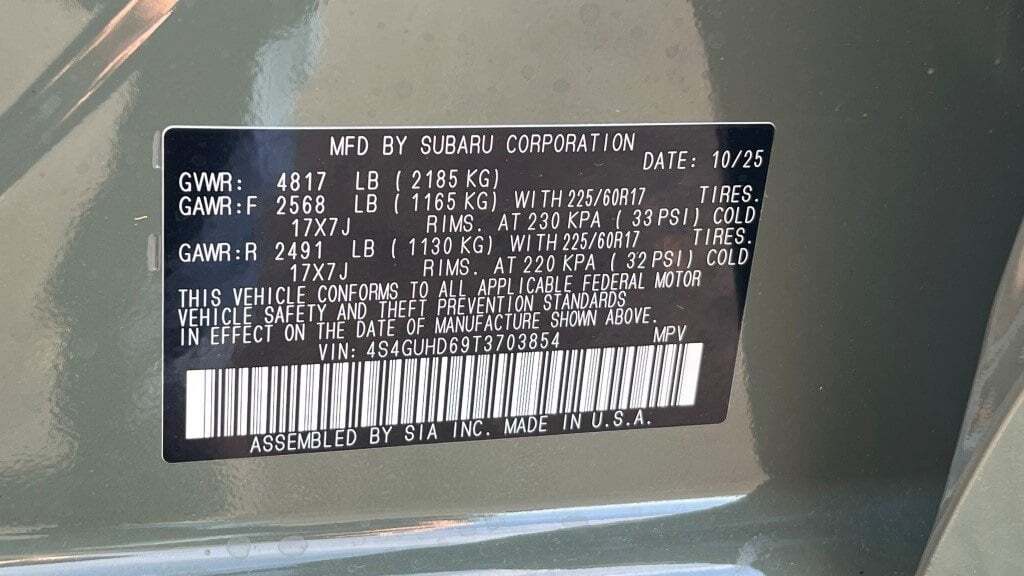 MFD BY SUBARU CORPORATION DATE: 10/25
GVWR: 4817 LB ( 2185 KG)
GAWR:F 2568 LB ( 1165 KG) WITH 225/60R17 TIRES.
17X7J RIMS. AT 230 KPA ( 33 PSI) COLD
GAWR:R 2491 LB ( 1130 KG) WITH 225/60R17 TIRES.
17X7J RIMS. AT 220 KPA ( 32 PSI) COLD
THIS VEHICLE CONFORMS TO ALL APPLICABLE FEDERAL MOTOR
VEHICLE SAFETY AND THEFT PREVENTION STANDARDS
IN EFFECT ON THE DATE OF MANUFACTURE SHOWN ABOVE.
VIN: 4S4GUHD69T3703854 MPV
ASSEMBLED BY SIA INC. MADE IN U.S.A.